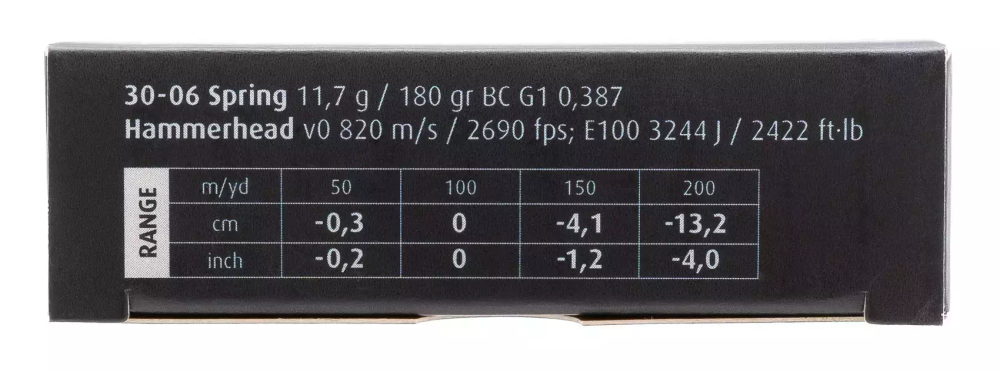 30-06 Spring 11,7 g / 180 gr BC G1 0,387
Hammerhead v0 820 m/s / 2690 fps; E100 3244 J / 2422 ft·lb
RANGE
m/yd 50 100 150 200
cm -0,3 0 -4,1 -13,2
inch -0,2 0 -1,2 -4,0